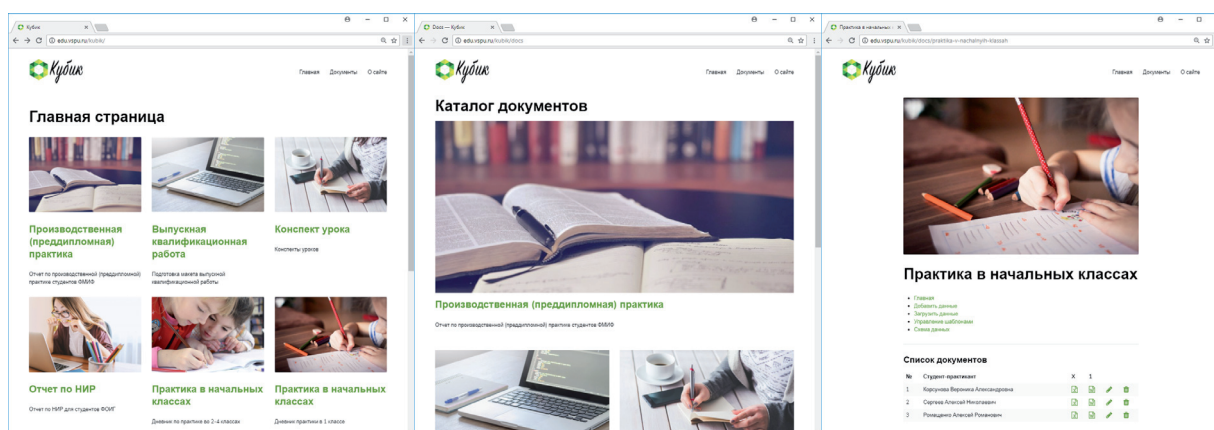 Кубик
edu.vspu.ru/kubik/
Кубик
Главная Документы О сайте
Главная страница
Производственная
(преддипломная)
практика
Отчет по производственной (преддипломной)
практике студентов ФМИФ
Выпускная
квалификационная
работа
Подготовка макета выпускной
квалификационной работы
Конспект урока
Конспекты уроков
Отчет по НИР
Отчет по НИР для студентов ФОИГ
Практика в начальных
классах
Дневник по практике во 2-4 классах
Практика в начальных
классах
Дневник практики в 1 классе
Docs — Кубик
edu.vspu.ru/kubik/docs
Кубик
Главная Документы О сайте
Каталог документов
Производственная (преддипломная) практика
Отчет по производственной (преддипломной) практике студентов ФМИФ
Практика в начальных
edu.vspu.ru/kubik/docs/praktika-v-nachalnyh-klassah
Кубик
Главная Документы О сайте
Практика в начальных классах
Главная
Добавить данные
Загрузить данные
Управление шаблонами
Схема данных
Список документов
№ Студент-практикант X 1
1 Корсунова Вероника Александровна
2 Сергеев Алексей Николаевич
3 Ромащенко Алексей Романович